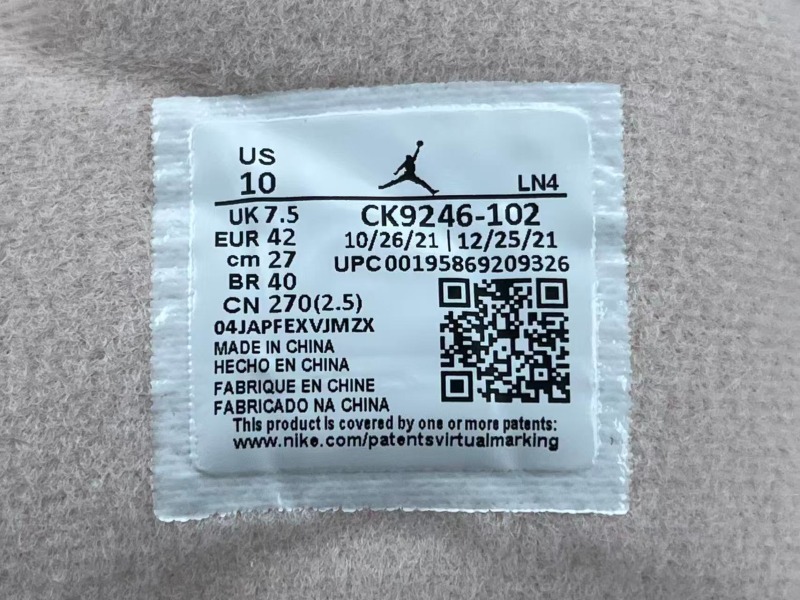 US
10
LN4
UK 7.5
EUR 42
cm 27
BR 40
CN 270(2.5)
CK9246-102
10/26/21 | 12/25/21
UPC00195869209326
04JAPFEXVJMZX
MADE IN CHINA
HECHO EN CHINA
FABRIQUE EN CHINE
FABRICADO NA CHINA
This product is covered by one or more patents:
www.nike.com/patentsvirtualmarking